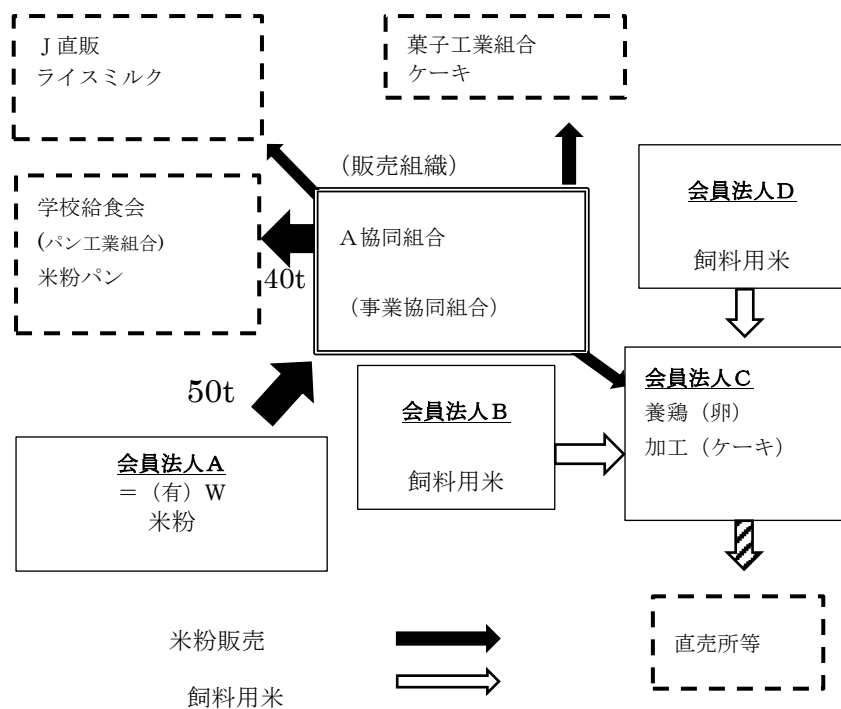 J直販
ライスミルク
菓子工業組合
ケーキ
(販売組織)
会員法人D
飼料用米
学校給食会
(パン工業組合)
米粉パン
40t
A協同組合
(事業協同組合)
50t
会員法人B
飼料用米
会員法人C
養鶏(卵)
加工(ケーキ)
会員法人A
=(有)W
米粉
直売所等
米粉販売
飼料用米